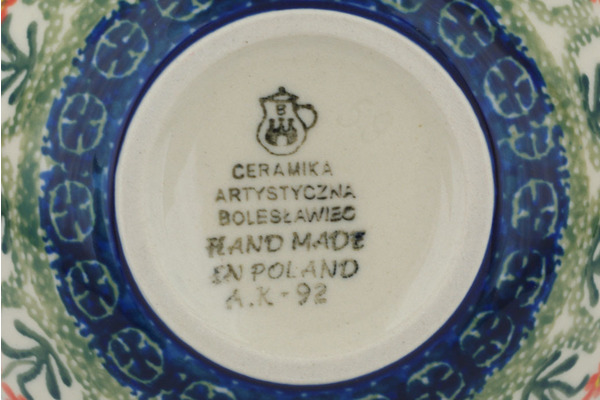 B
CERAMIKA
ARTYSTYCZNA
BOLESŁAWIEC
HAND MADE
IN POLAND
A.K-92